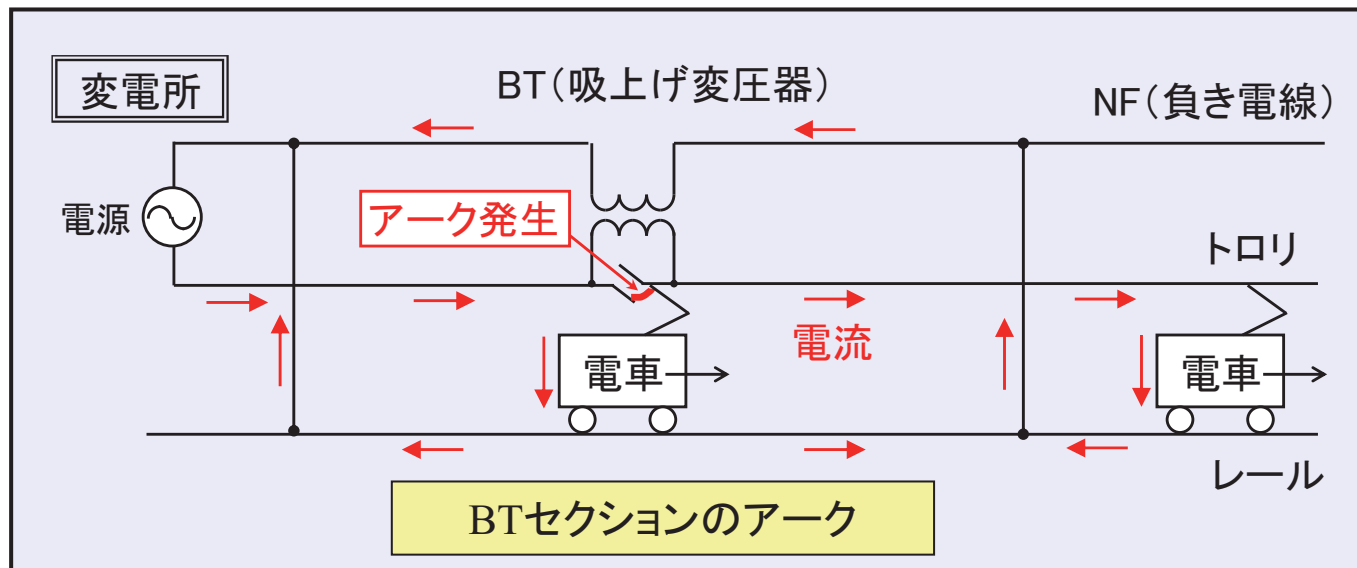 変電所
BT(吸上げ変圧器)
NF(負き電線)
電源
アーク発生
トロリ
電流
電車
電車
レール
BTセクションのアーク